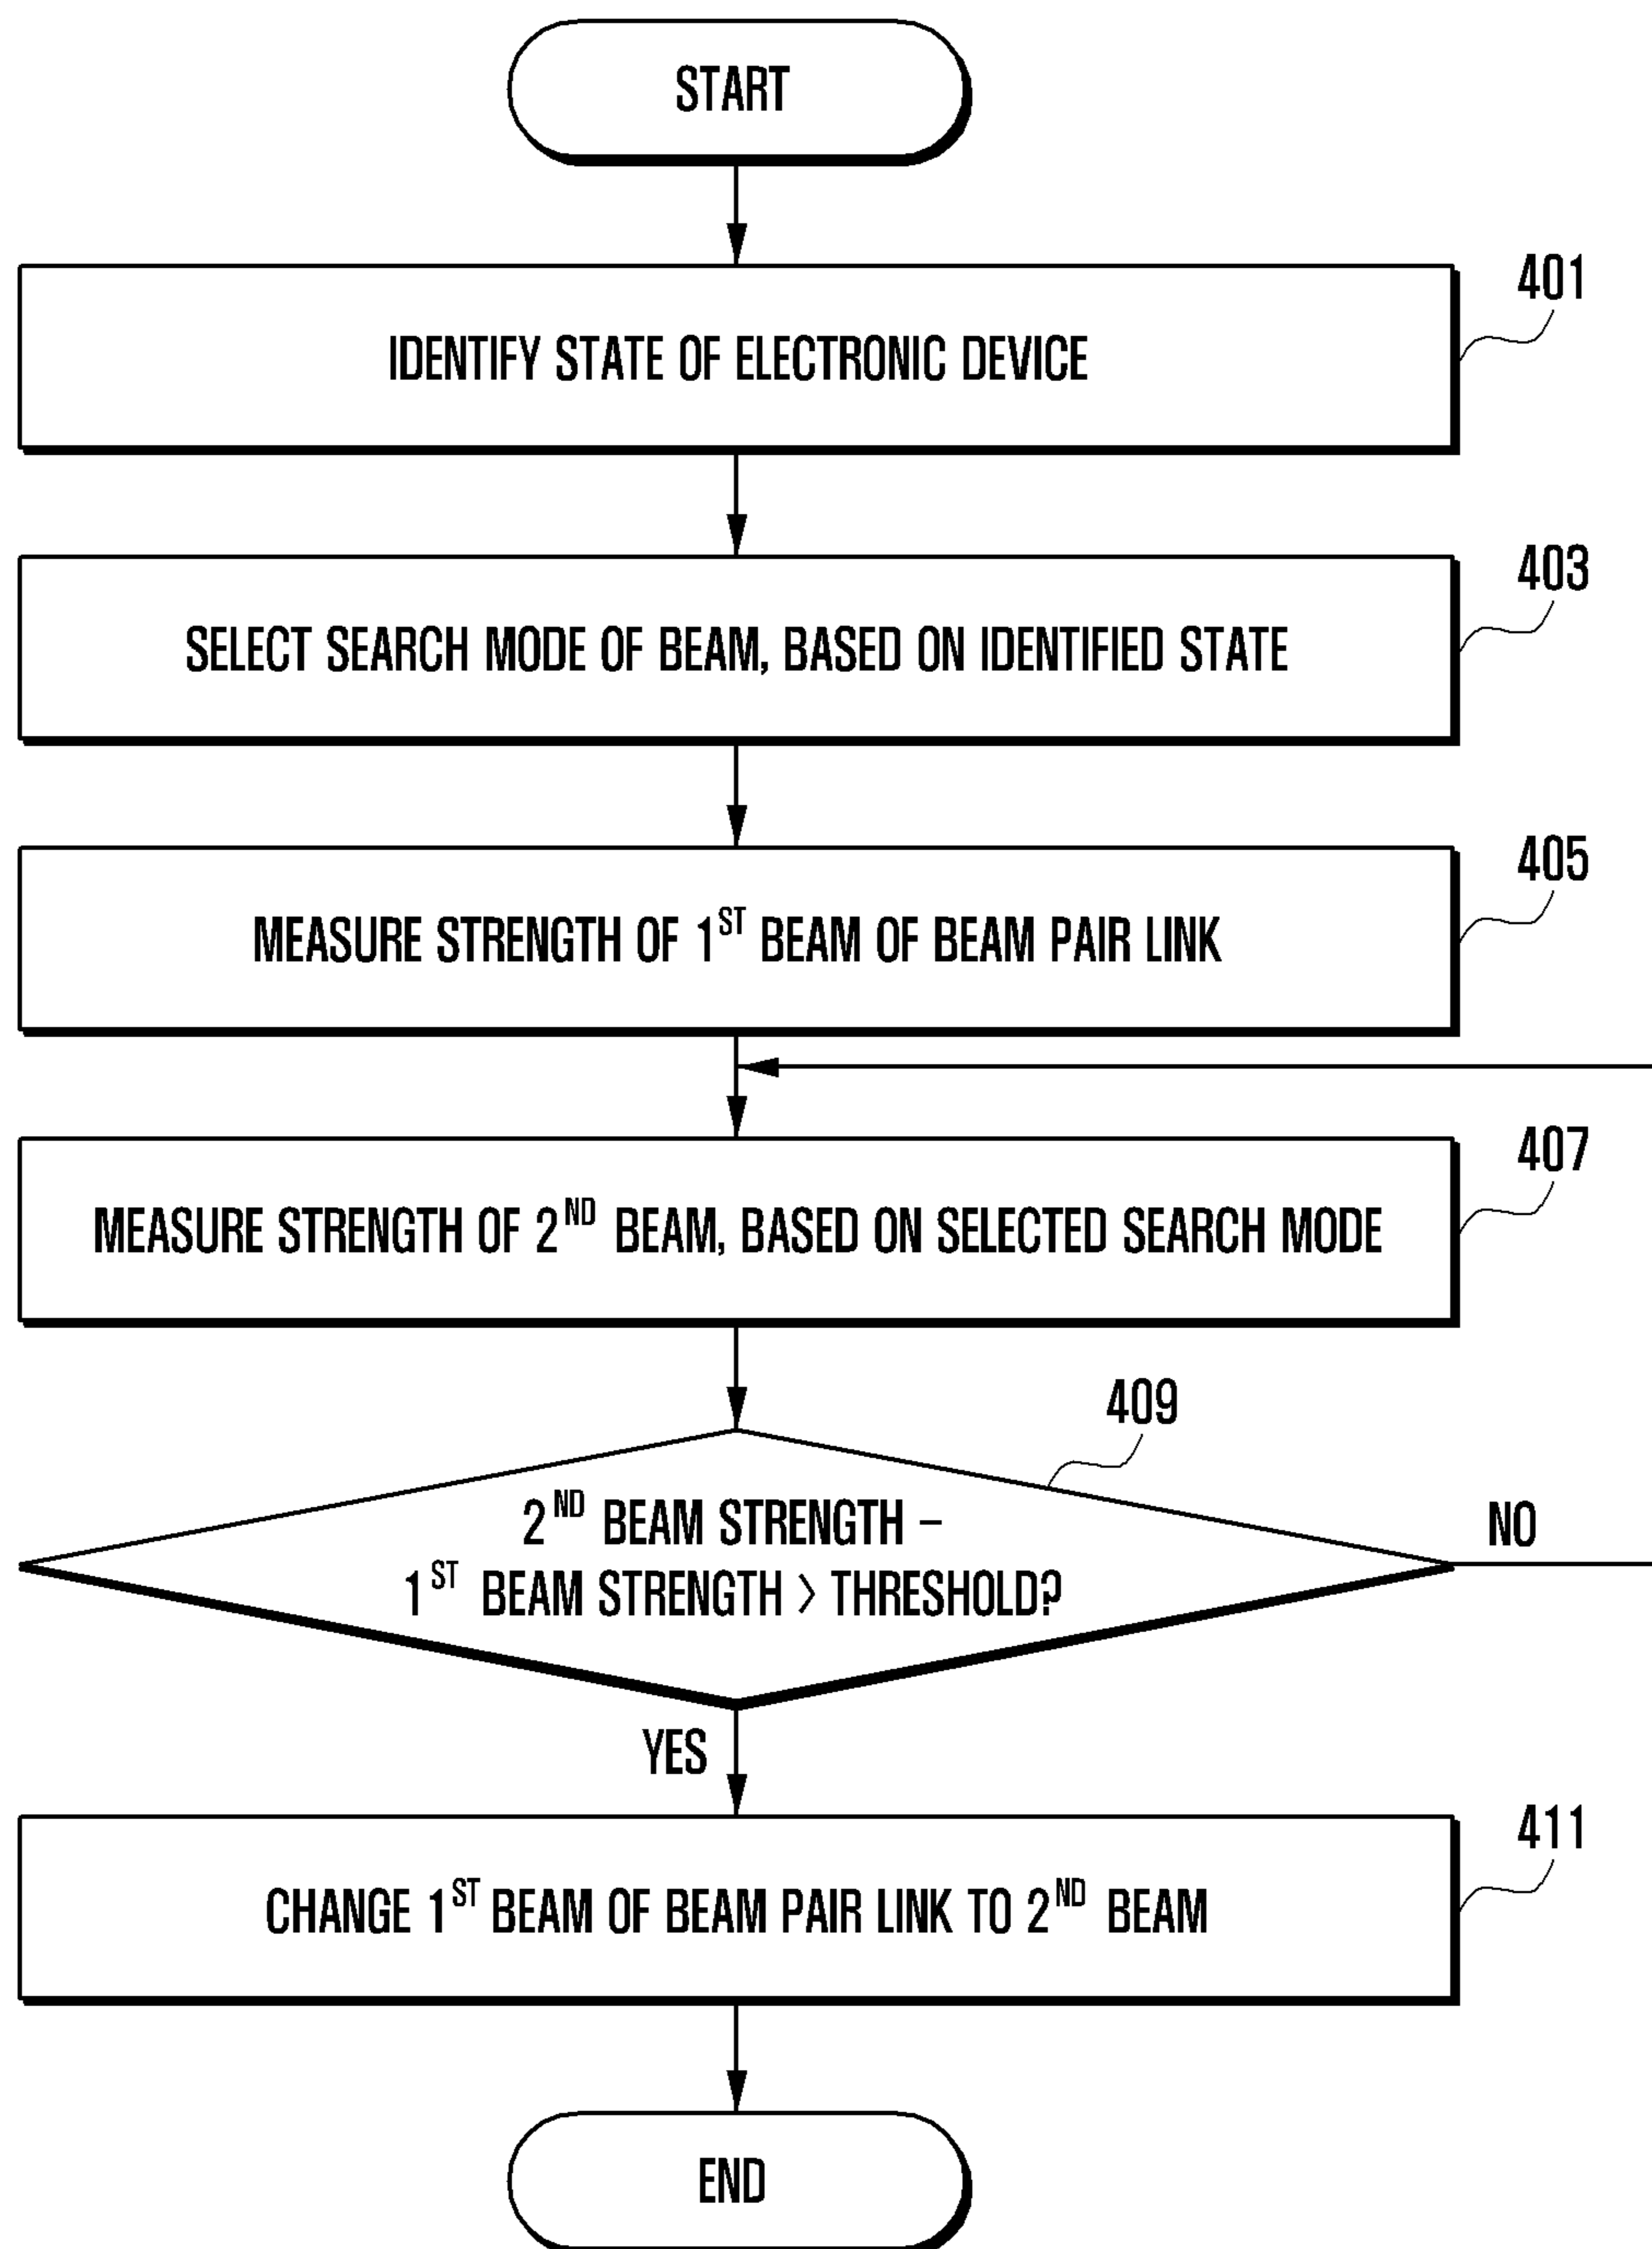 START
401
IDENTIFY STATE OF ELECTRONIC DEVICE
403
SELECT SEARCH MODE OF BEAM, BASED ON IDENTIFIED STATE
405
MEASURE STRENGTH OF 1ST BEAM OF BEAM PAIR LINK
407
MEASURE STRENGTH OF 2ND BEAM, BASED ON SELECTED SEARCH MODE
409
2ND BEAM STRENGTH –
1ST BEAM STRENGTH > THRESHOLD?
NO
YES
411
CHANGE 1ST BEAM OF BEAM PAIR LINK TO 2ND BEAM
END